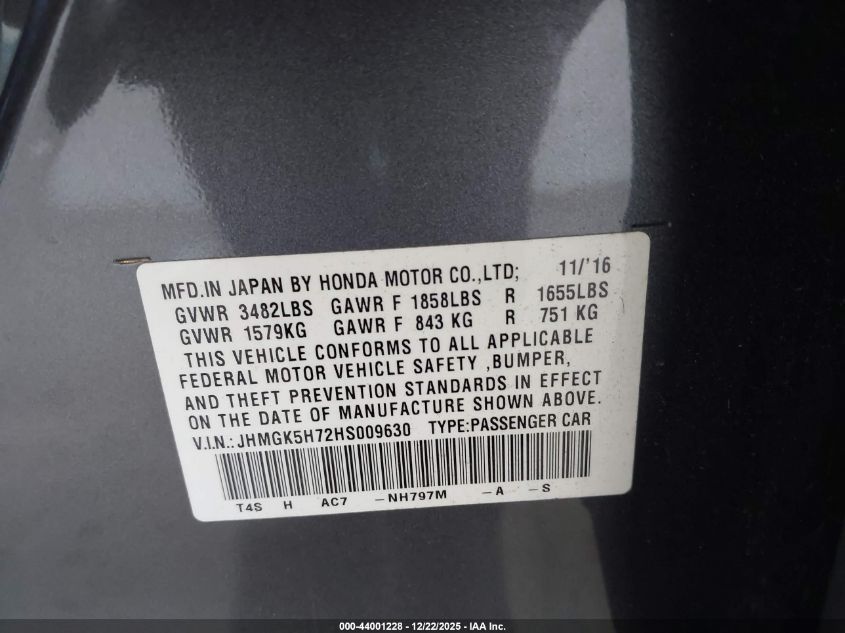 MFD.IN JAPAN BY HONDA MOTOR CO.,LTD; 11/'16
GVWR 3482LBS GAWR F 1858LBS R 1655LBS
GVWR 1579KG GAWR F 843 KG R 751 KG
THIS VEHICLE CONFORMS TO ALL APPLICABLE
FEDERAL MOTOR VEHICLE SAFETY ,BUMPER,
AND THEFT PREVENTION STANDARDS IN EFFECT
ON THE DATE OF MANUFACTURE SHOWN ABOVE.
V.I.N.:JHMGK5H72HS009630 TYPE:PASSENGER CAR
T4S H AC7 -NH797M -A -S
000-44001228 - 12/22/2025 - IAA Inc.